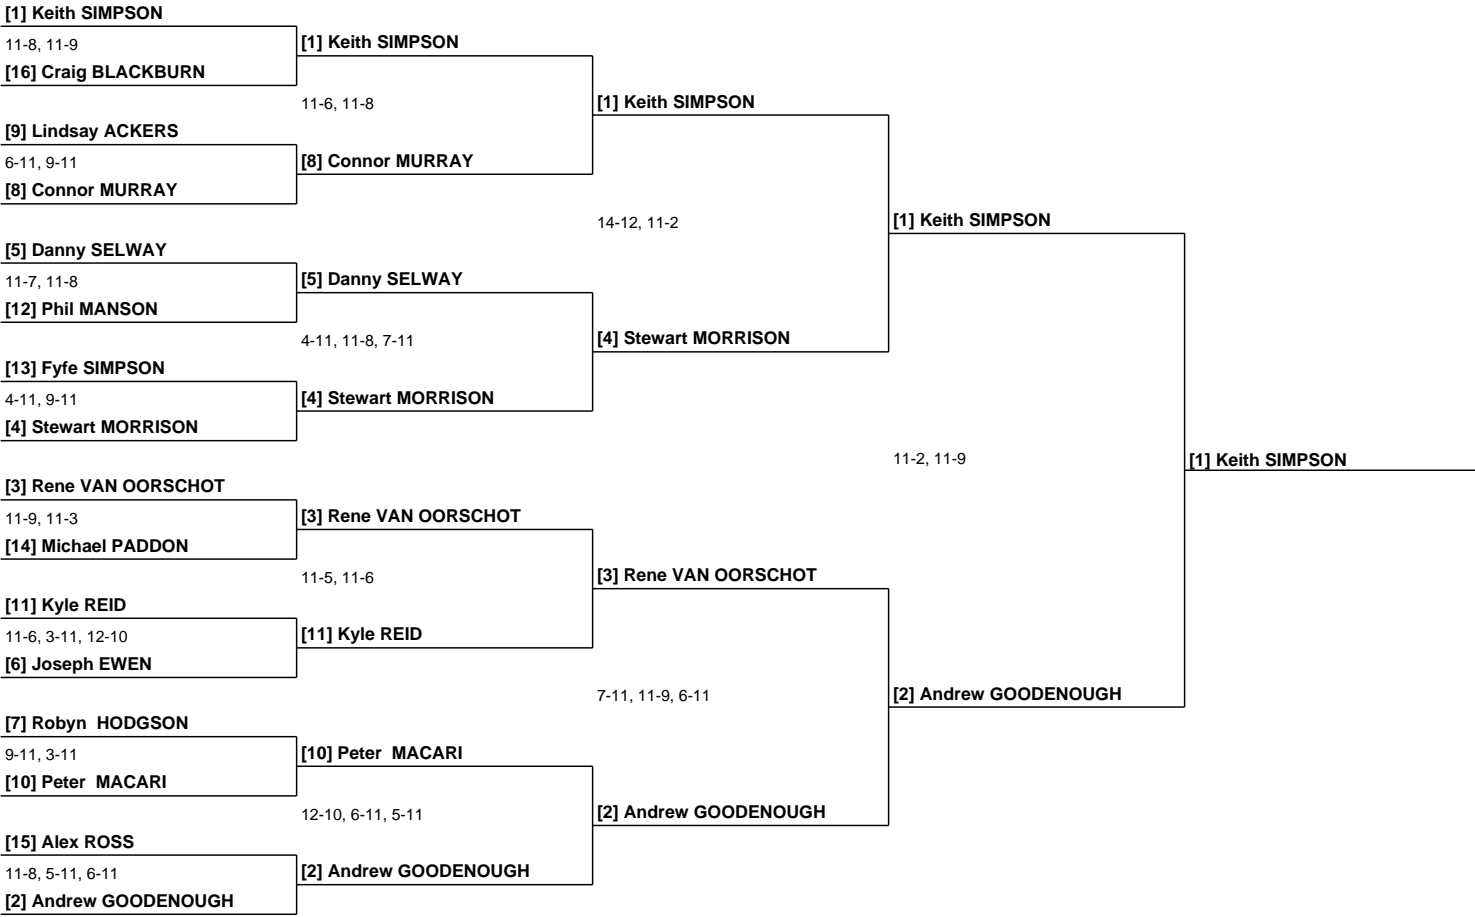 [1] Keith SIMPSON
11-8, 11-9
[16] Craig BLACKBURN
[9] Lindsay ACKERS
6-11, 9-11
[8] Connor MURRAY
[5] Danny SELWAY
11-7, 11-8
[12] Phil MANSON
[13] Fyfe SIMPSON
4-11, 9-11
[4] Stewart MORRISON
[3] Rene VAN OORSCHOT
11-9, 11-3
[14] Michael PADDON
[11] Kyle REID
11-6, 3-11, 12-10
[6] Joseph EWEN
[7] Robyn  HODGSON
9-11, 3-11
[10] Peter  MACARI
[15] Alex ROSS
11-8, 5-11, 6-11
[2] Andrew GOODENOUGH
[1] Keith SIMPSON
11-6, 11-8
[8] Connor MURRAY
[5] Danny SELWAY
4-11, 11-8, 7-11
[4] Stewart MORRISON
[3] Rene VAN OORSCHOT
11-5, 11-6
[11] Kyle REID
[10] Peter  MACARI
12-10, 6-11, 5-11
[2] Andrew GOODENOUGH
[1] Keith SIMPSON
14-12, 11-2
[4] Stewart MORRISON
[3] Rene VAN OORSCHOT
7-11, 11-9, 6-11
[2] Andrew GOODENOUGH
[1] Keith SIMPSON
11-2, 11-9
[2] Andrew GOODENOUGH
[1] Keith SIMPSON